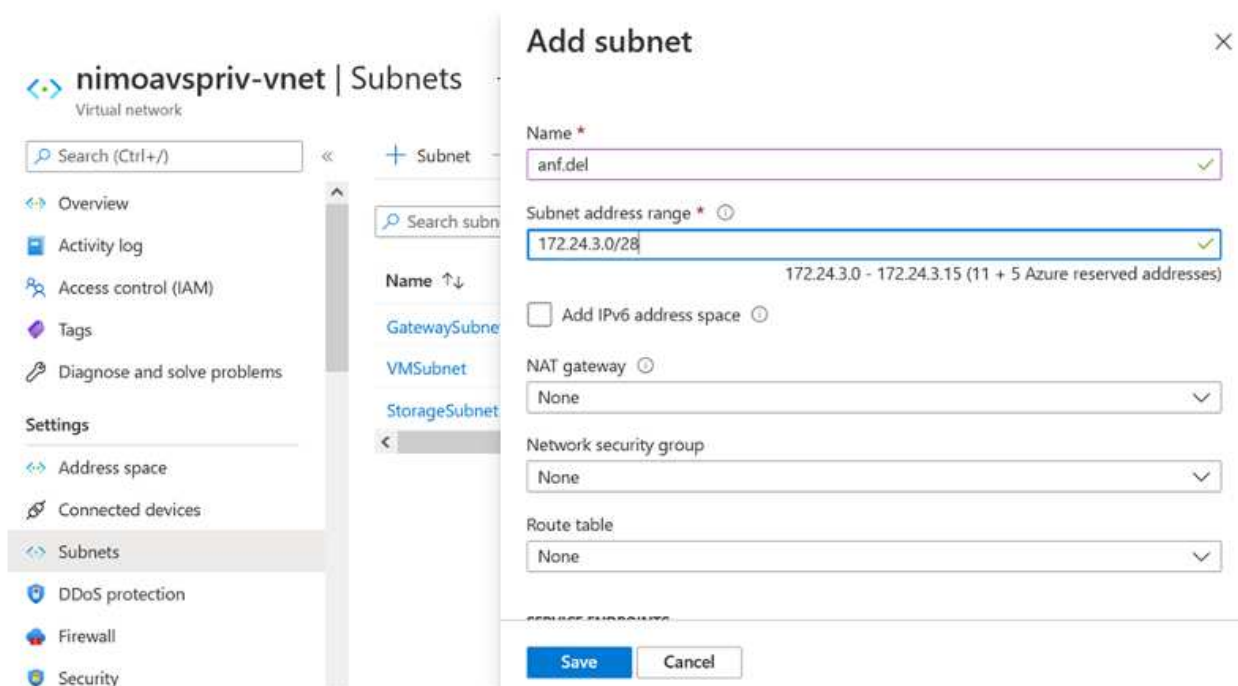 nimoavspriv-vnet | Subnets
Virtual network
Search (Ctrl+/)
«
Overview
Activity log
Access control (IAM)
Tags
Diagnose and solve problems
Settings
Address space
Connected devices
Subnets
DDoS protection
Firewall
Security
+ Subnet
Search subn
Name ↑↓
GatewaySubne
VMSubnet
StorageSubnet
Add subnet
Name *
anf.del
Subnet address range *
172.24.3.0/28
172.24.3.0 - 172.24.3.15 (11 + 5 Azure reserved addresses)
Add IPv6 address space
NAT gateway
None
Network security group
None
Route table
None
SERVICE ENDPOINTS
Save
Cancel